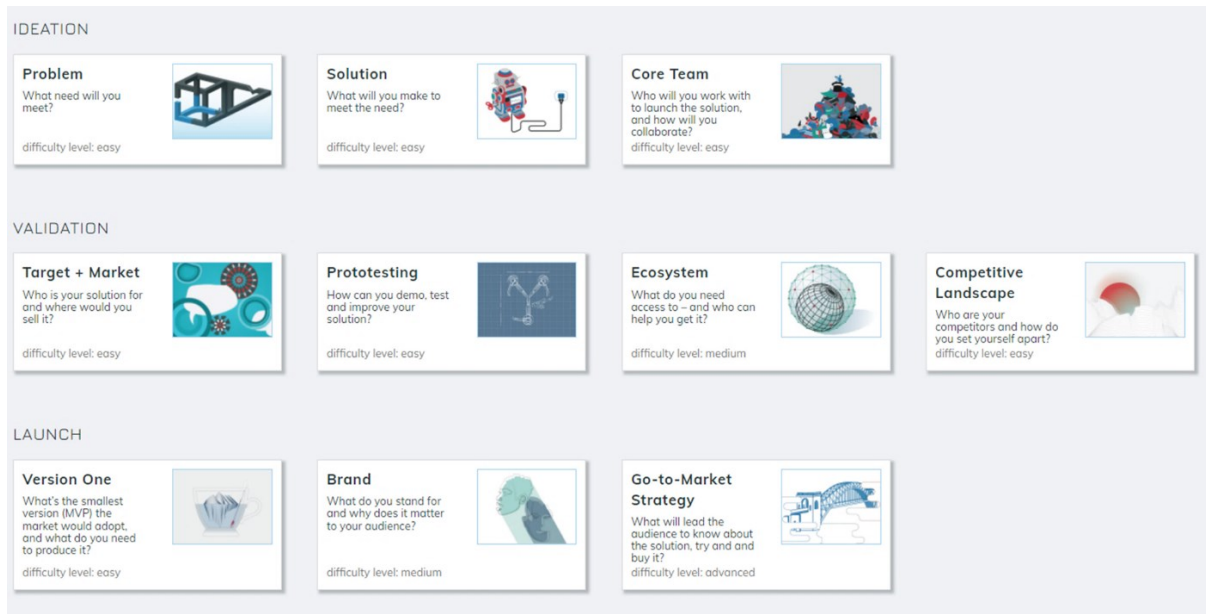 IDEATION
Problem
What need will you
meet?
difficulty level: easy
Solution
What will you make to
meet the need?
difficulty level: easy
Core Team
Who will you work with
to launch the solution,
and how will you
collaborate?
difficulty level: easy
VALIDATION
Target + Market
Who is your solution for
and where would you
sell it?
difficulty level: easy
Prototesting
How can you demo, test
and improve your
solution?
difficulty level: easy
Ecosystem
What do you need
access to – and who can
help you get it?
difficulty level: medium
Competitive
Landscape
Who are your
competitors and how do
you set yourself apart?
difficulty level: easy
LAUNCH
Version One
What's the smallest
version (MVP) the
market would adopt,
and what do you need
to produce it?
difficulty level: easy
Brand
What do you stand for
and why does it matter
to your audience?
difficulty level: medium
Go-to-Market
Strategy
What will lead the
audience to know about
the solution, try and and
buy it?
difficulty level: advanced